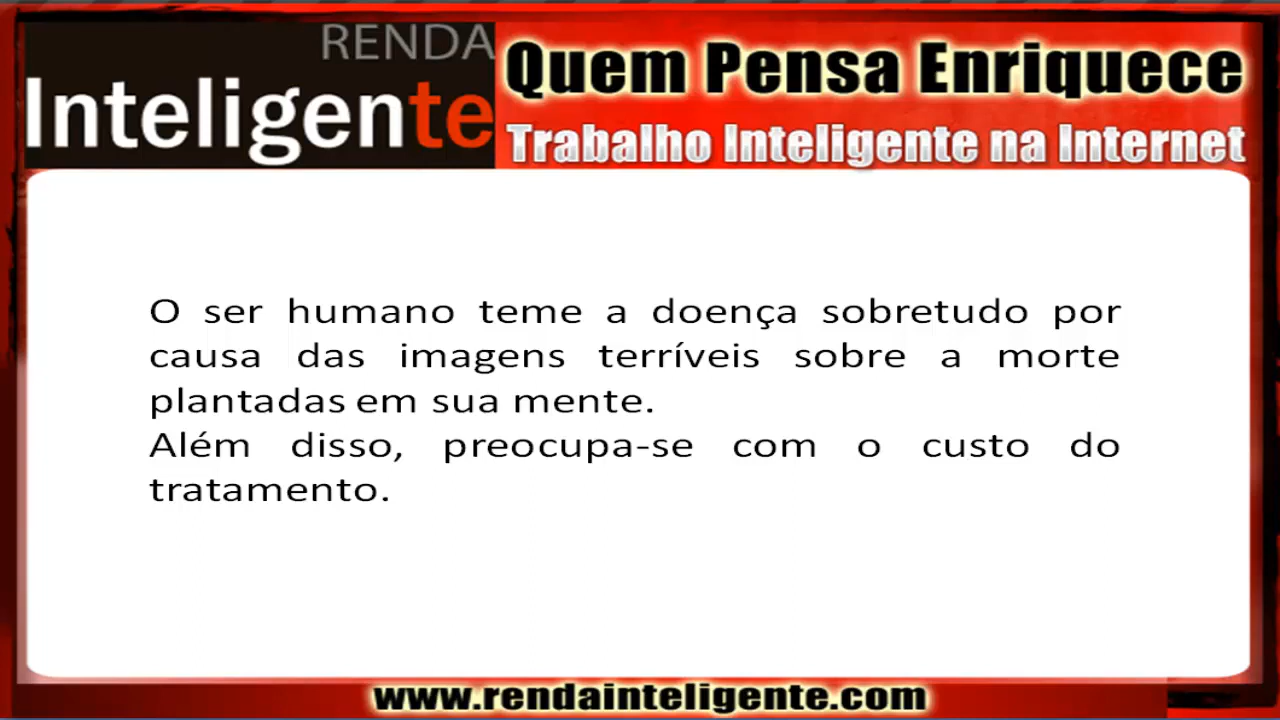 RENDA
Inteligente
Quem Pensa Enriquece
Trabalho Inteligente na Internet
O ser humano teme a doença sobretudo por
causa das imagens terríveis sobre a morte
plantadas em sua mente.
Além disso, preocupa-se com o custo do
tratamento.
www.rendainteligente.com